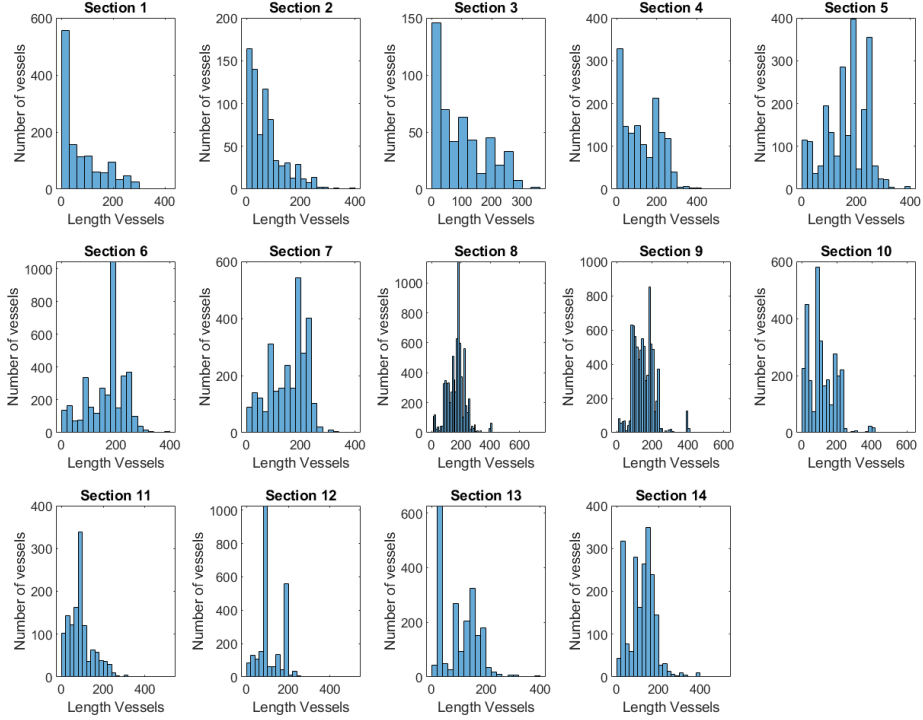 Section 1 Section 2 Section 3 Section 4 Section 5
600 200 150 400 400
400 150 100 300 300
200 100 50 200 200
0 50 0 100 100
0 0 0
Number of vessels Number of vessels Number of vessels Number of vessels Number of vessels
0 200 400 0 200 400 0 100 200 300 0 200 400 0 100 200 300 400
Length Vessels Length Vessels Length Vessels Length Vessels Length Vessels
Section 6 Section 7 Section 8 Section 9 Section 10
1000 600 1000 1000 600
800 400 800 800 400
600 200 600 600 200
400 0 400 400 0
200 200 200
0 0 0
Number of vessels Number of vessels Number of vessels Number of vessels Number of vessels
0 200 400 0 200 400 0 200 400 600 0 200 400 600 0 200 400 600
Length Vessels Length Vessels Length Vessels Length Vessels Length Vessels
Section 11 Section 12 Section 13 Section 14
400 1000 600 400
300 800 400 300
200 600 200 200
100 400 0 100
0 200 0
0
Number of vessels Number of vessels Number of vessels Number of vessels
0 200 400 0 200 400 0 200 400 0 200 400
Length Vessels Length Vessels Length Vessels Length Vessels